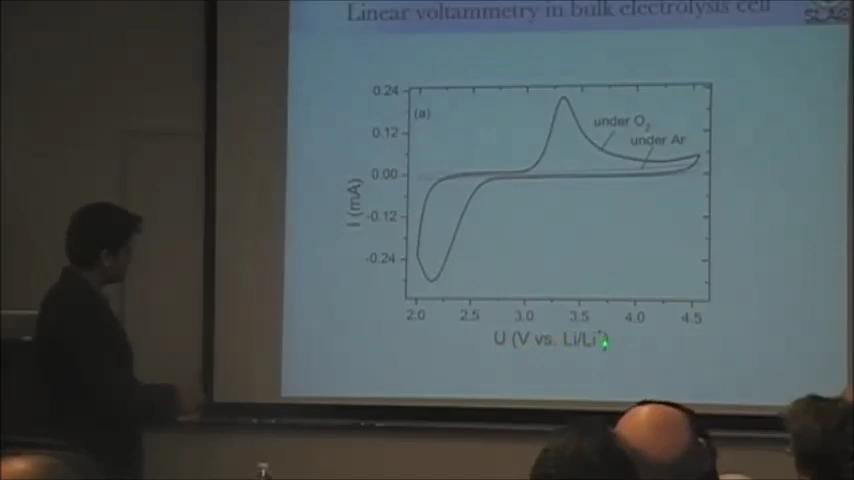 Linear voltammetry in bulk electrolysis cell
SLAC
0.24
(a)
under O2
0.12
under Ar
0.00
I (mA)
-0.12
-0.24
2.0 2.5 3.0 3.5 4.0 4.5
U (V vs. Li/Li+)